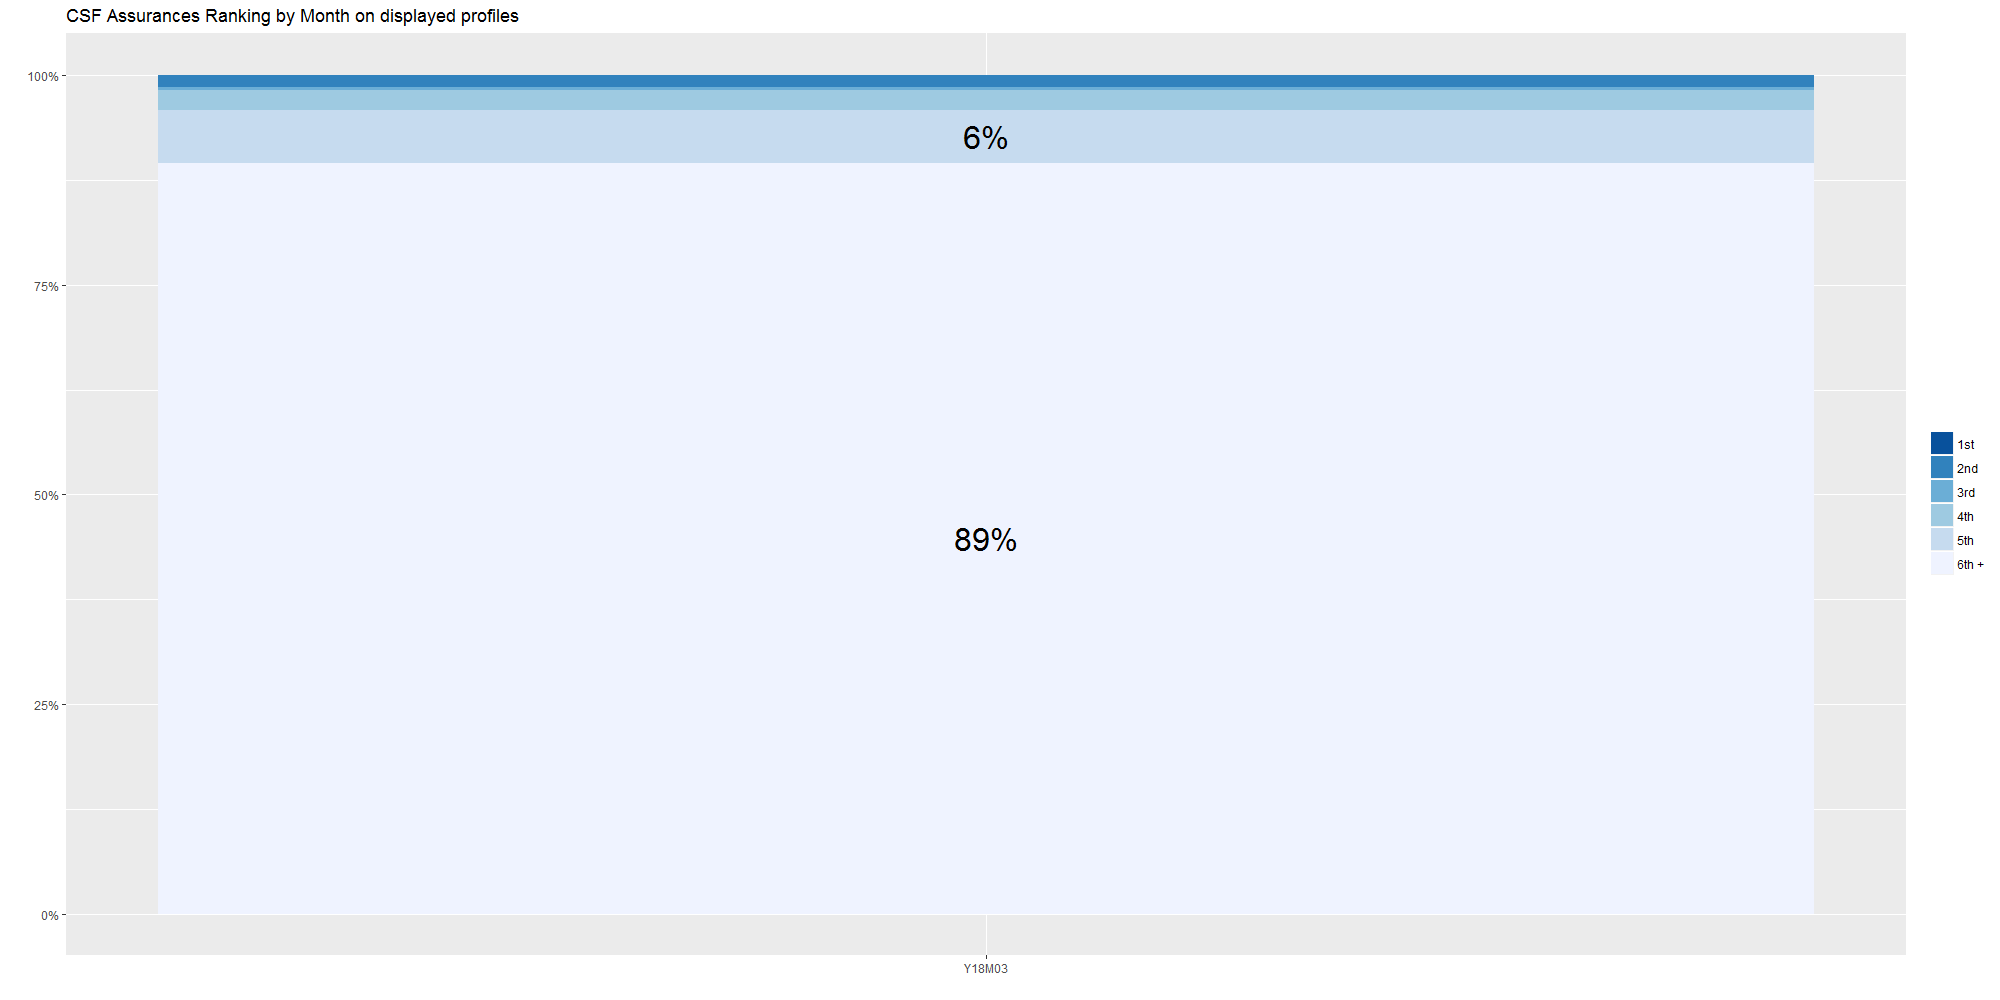 CSF Assurances Ranking by Month on displayed profiles
100%
75%
50%
25%
0%
6%
89%
Y18M03
1st
2nd
3rd
4th
5th
6th +